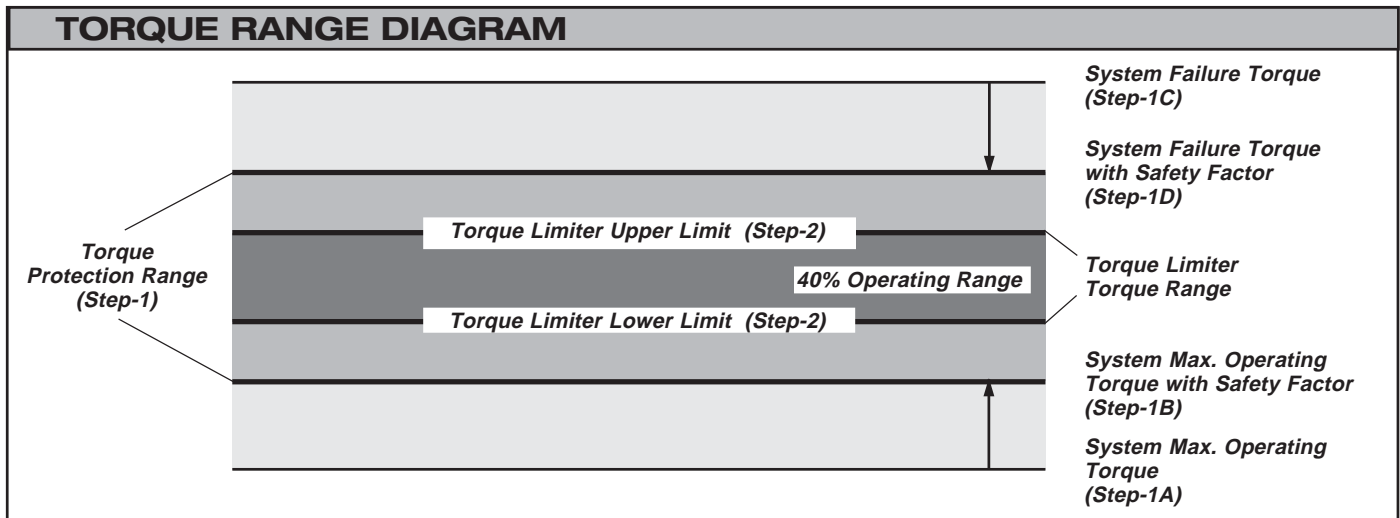 TORQUE RANGE DIAGRAM
System Failure Torque
(Step-1C)
System Failure Torque
with Safety Factor
(Step-1D)
Torque Limiter Upper Limit (Step-2)
Torque
Protection Range
(Step-1)
40% Operating Range
Torque Limiter
Torque Range
Torque Limiter Lower Limit (Step-2)
System Max. Operating
Torque with Safety Factor
(Step-1B)
System Max. Operating
Torque
(Step-1A)